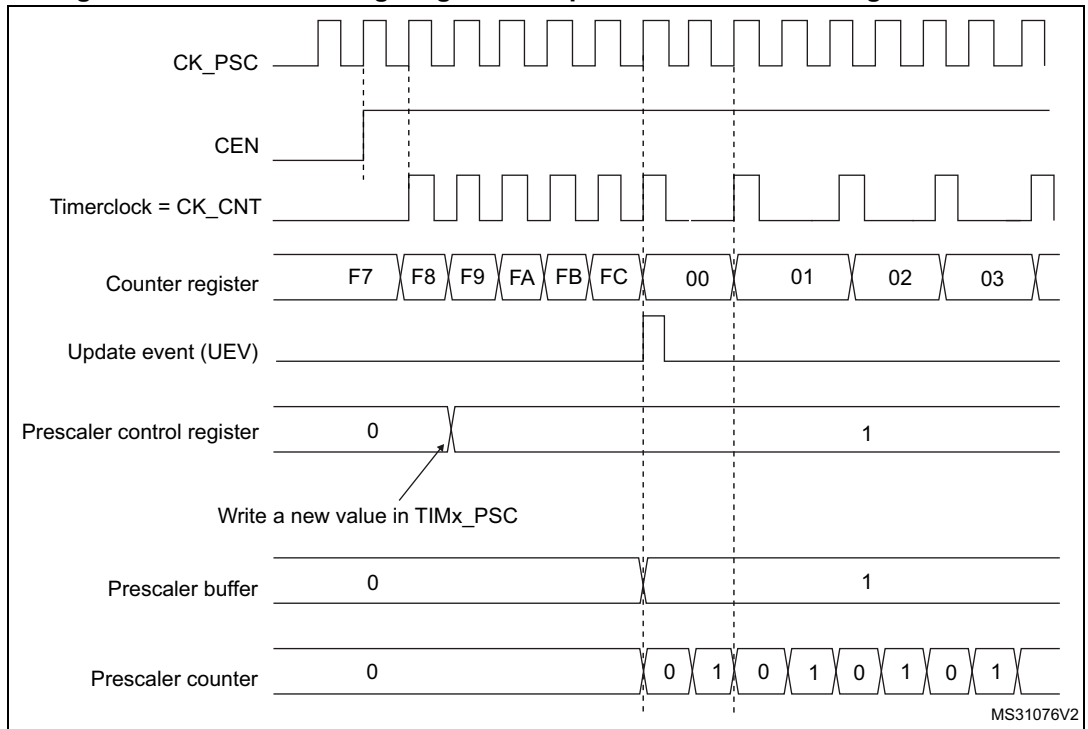 CK_PSC
CEN
Timerclock = CK_CNT
Counter register
F7 F8 F9 FA FB FC 00 01 02 03
Update event (UEV)
Prescaler control register
0 1
Write a new value in TIMx_PSC
Prescaler buffer
0 1
Prescaler counter
0 0 1 0 1 0 1 0 1
MS31076V2